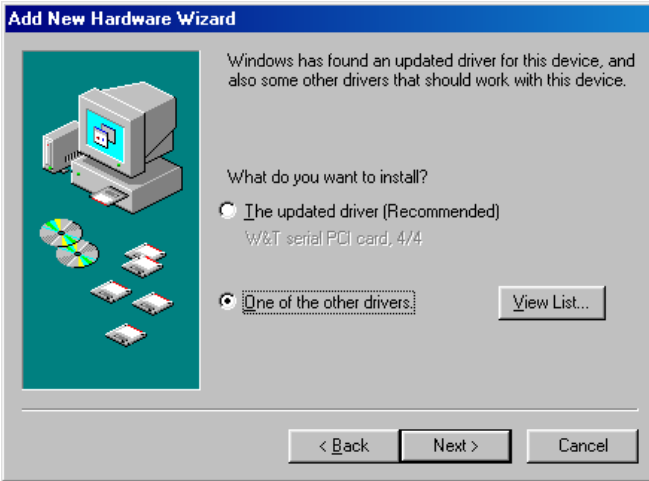 Add New Hardware Wizard
Windows has found an updated driver for this device, and
also some other drivers that should work with this device.
What do you want to install?
The updated driver (Recommended)
W&T serial PCI card, 4/4
One of the other drivers.
View List...
< Back
Next >
Cancel